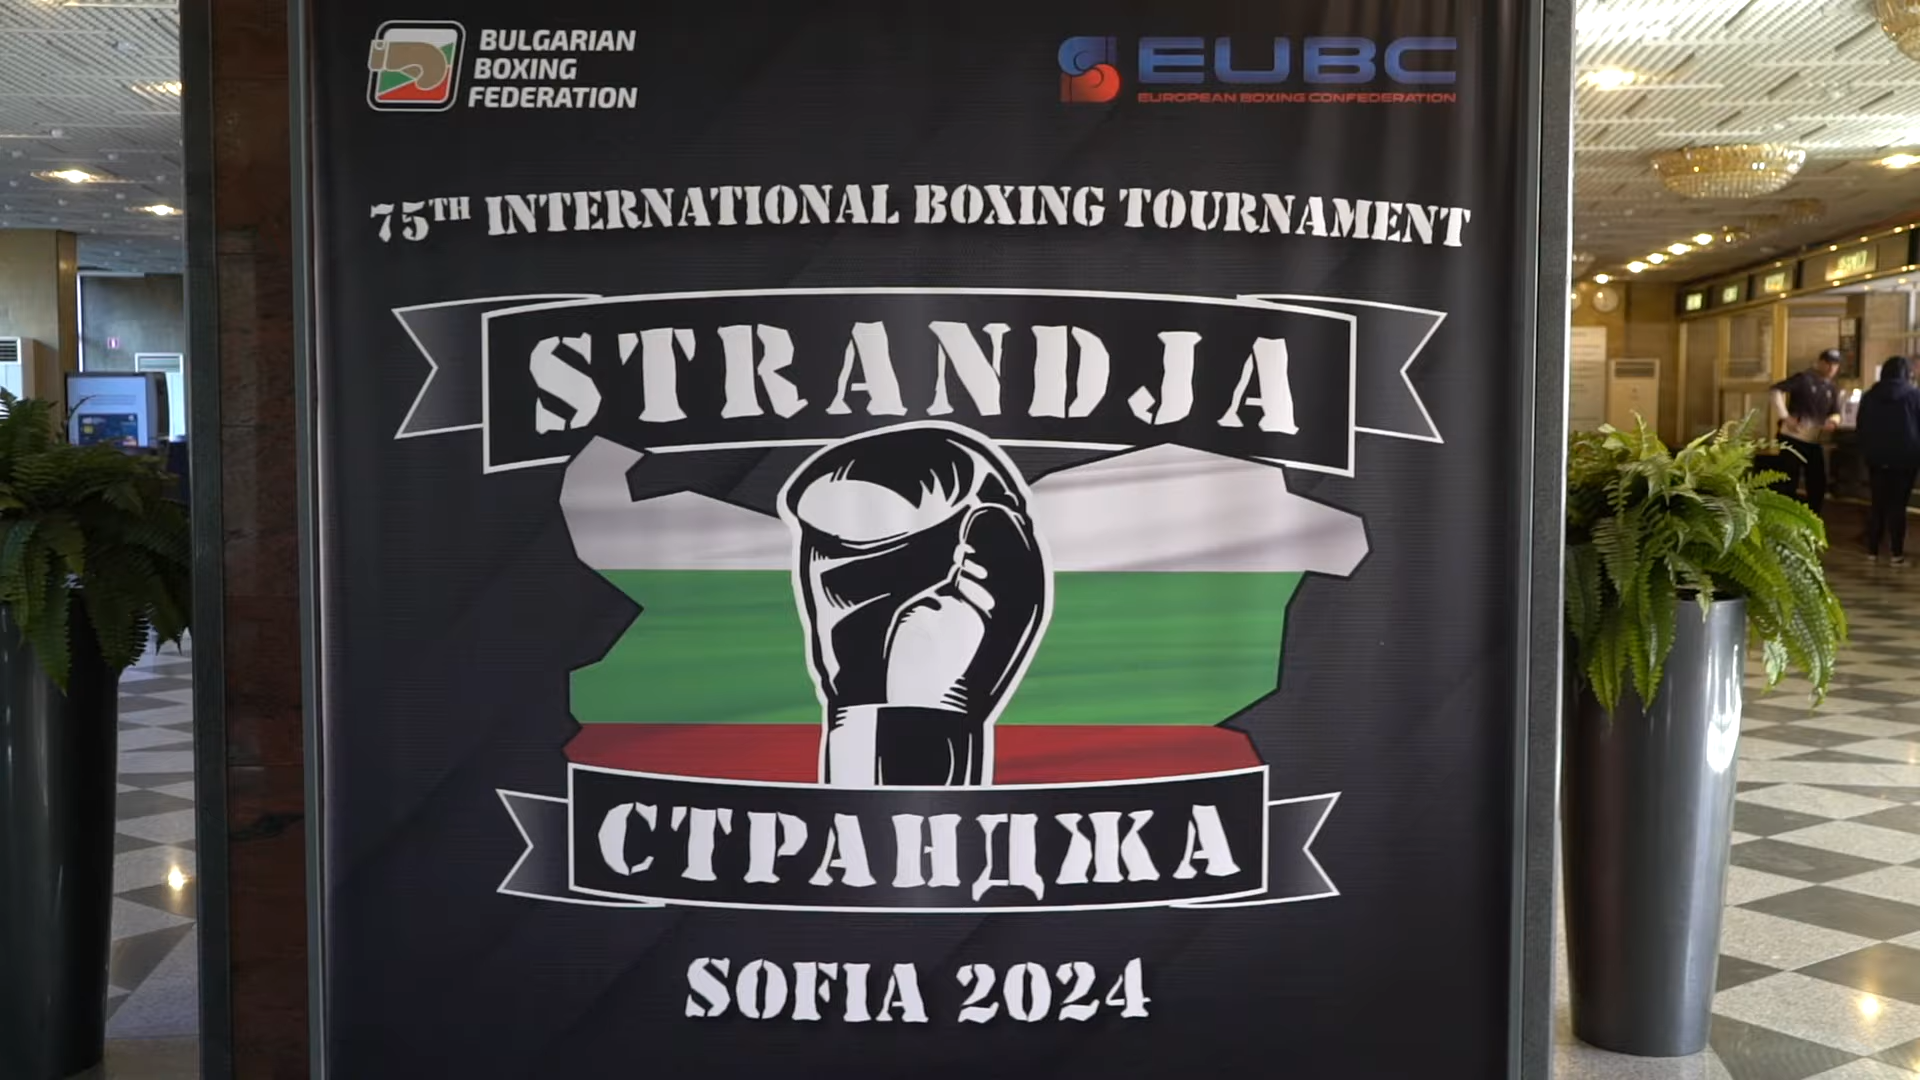 BULGARIAN
BOXING
FEDERATION
EUBC
EUROPEAN BOXING CONFEDERATION
75TH INTERNATIONAL BOXING TOURNAMENT
STRANDJA
СТРАНДЖА
SOFIA 2024